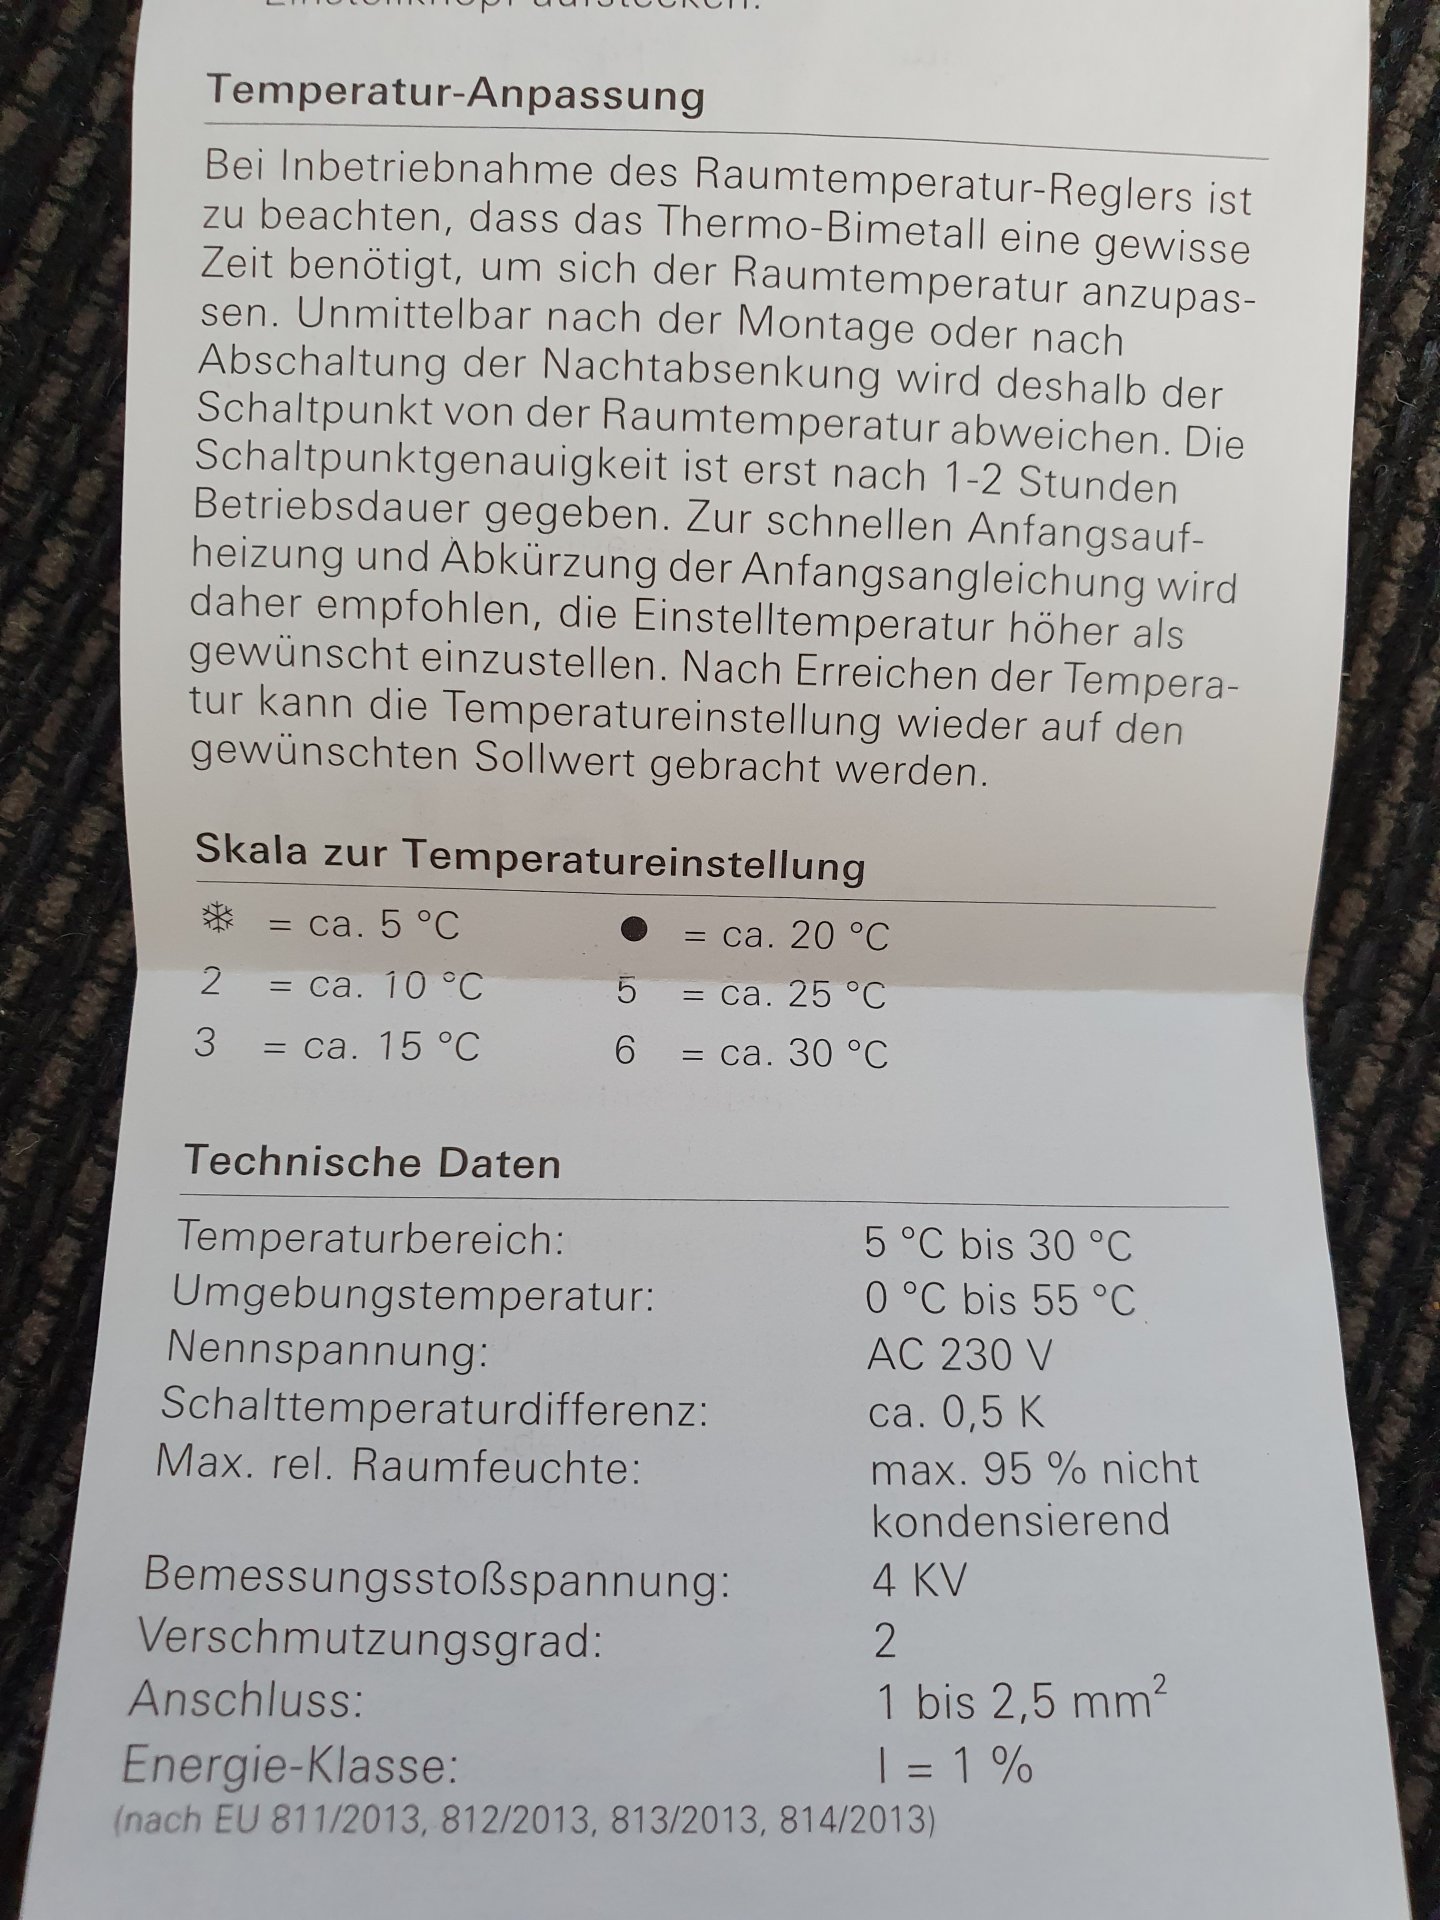 Temperatur-Anpassung
Bei Inbetriebnahme des Raumtemperatur-Reglers ist
zu beachten, dass das Thermo-Bimetall eine gewisse
Zeit benötigt, um sich der Raumtemperatur anzupas-
sen. Unmittelbar nach der Montage oder nach
Abschaltung der Nachtabsenkung wird deshalb der
Schaltpunkt von der Raumtemperatur abweichen. Die
Schaltpunktgenauigkeit ist erst nach 1-2 Stunden
Betriebsdauer gegeben. Zur schnellen Anfangsauf-
heizung und Abkürzung der Anfangsangleichung wird
daher empfohlen, die Einstelltemperatur höher als
gewünscht einzustellen. Nach Erreichen der Tempera-
tur kann die Temperatureinstellung wieder auf den
gewünschten Sollwert gebracht werden.
Skala zur Temperatureinstellung
❄ = ca. 5 °C ● = ca. 20 °C
2 = ca. 10 °C 5 = ca. 25 °C
3 = ca. 15 °C 6 = ca. 30 °C
Technische Daten
Temperaturbereich: 5 °C bis 30 °C
Umgebungstemperatur: 0 °C bis 55 °C
Nennspannung: AC 230 V
Schalttemperaturdifferenz: ca. 0,5 K
Max. rel. Raumfeuchte: max. 95 % nicht
kondensierend
Bemessungsstoßspannung: 4 KV
Verschmutzungsgrad: 2
Anschluss: 1 bis 2,5 mm²
Energie-Klasse: I = 1 %
(nach EU 811/2013, 812/2013, 813/2013, 814/2013)